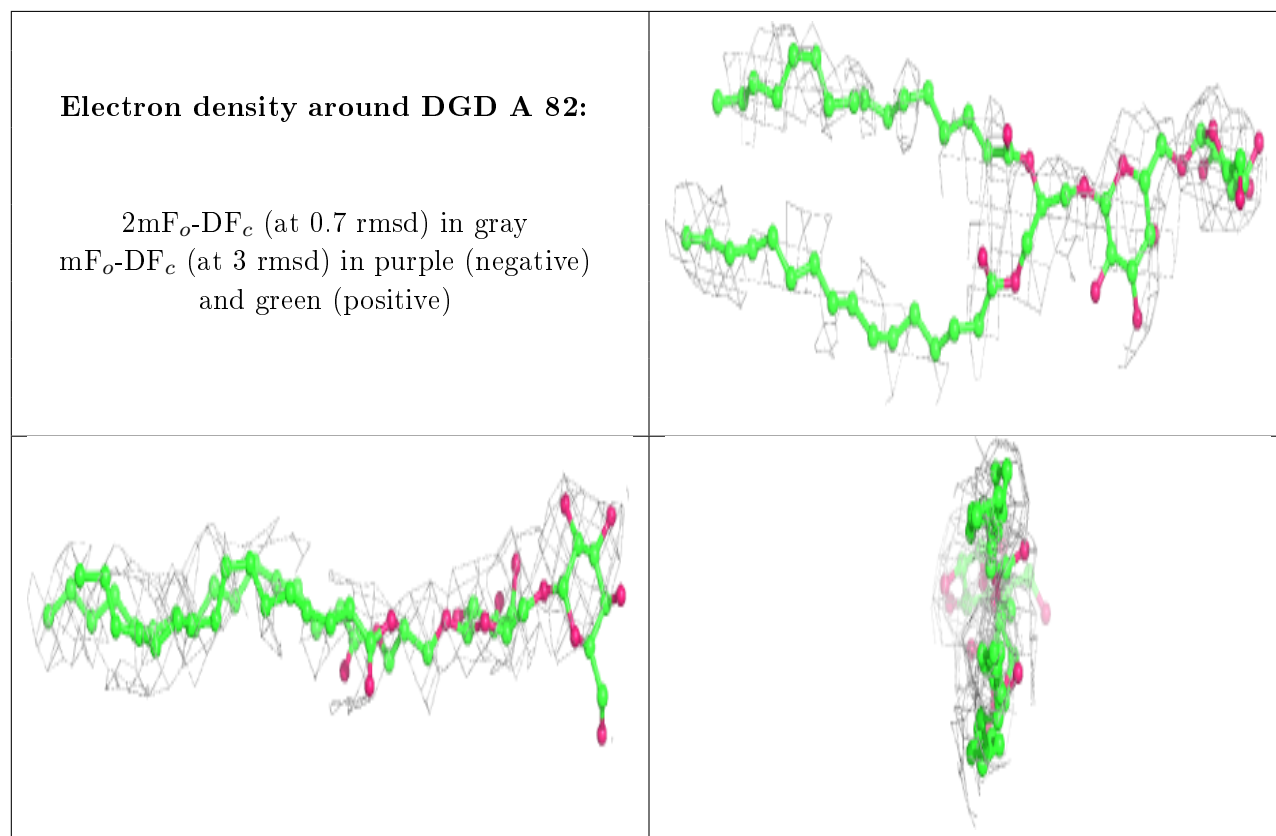 Electron density around DGD A 82:
2mFₒ-DF𝑐 (at 0.7 rmsd) in gray
mFₒ-DF𝑐 (at 3 rmsd) in purple (negative)
and green (positive)